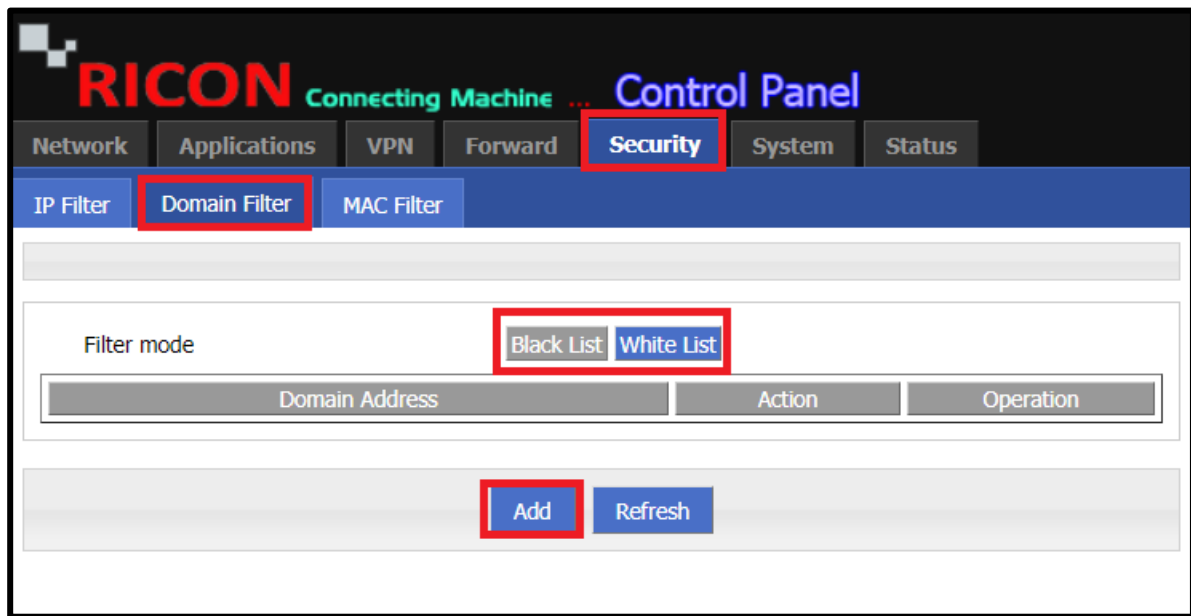 RICON Connecting Machine ... Control Panel
Network Applications VPN Forward Security System Status
IP Filter Domain Filter MAC Filter
Filter mode Black List White List
Domain Address Action Operation
Add Refresh